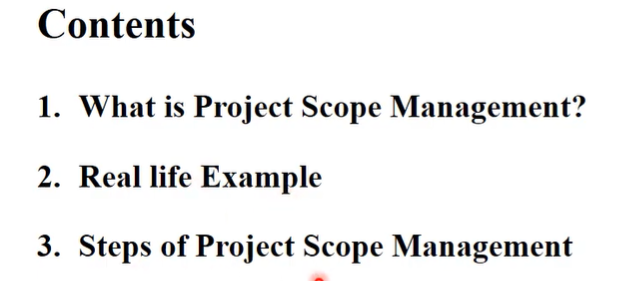 Contents
1. What is Project Scope Management?
2. Real life Example
3. Steps of Project Scope Management